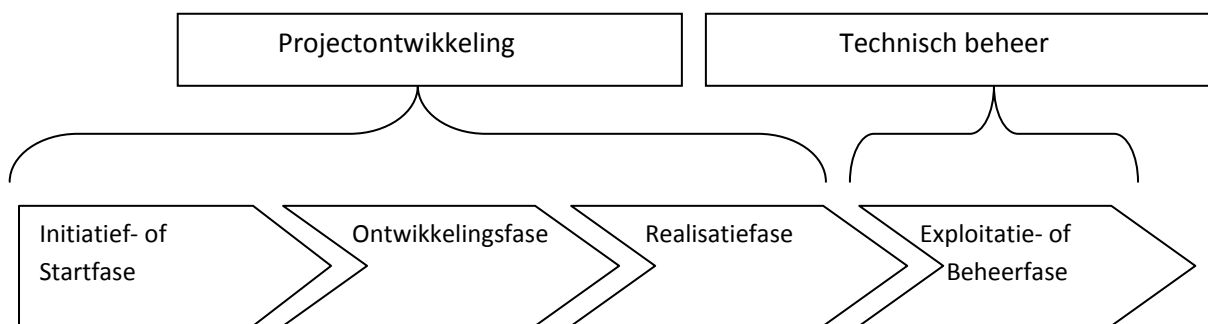 Projectontwikkeling
Technisch beheer
Initiatief- of
Startfase
Ontwikkelingsfase
Realisatiefase
Exploitatie- of
Beheerfase